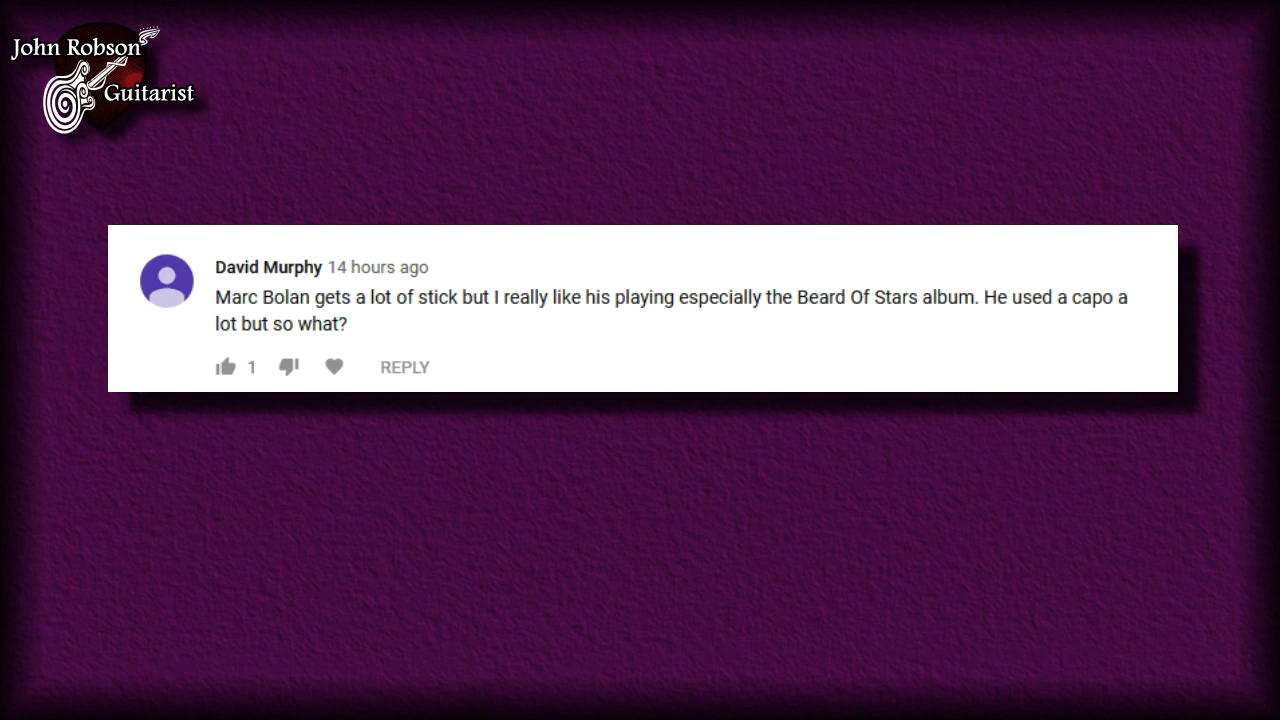 John Robson
Guitarist
David Murphy 14 hours ago
Marc Bolan gets a lot of stick but I really like his playing especially the Beard Of Stars album. He used a capo a
lot but so what?
1 REPLY